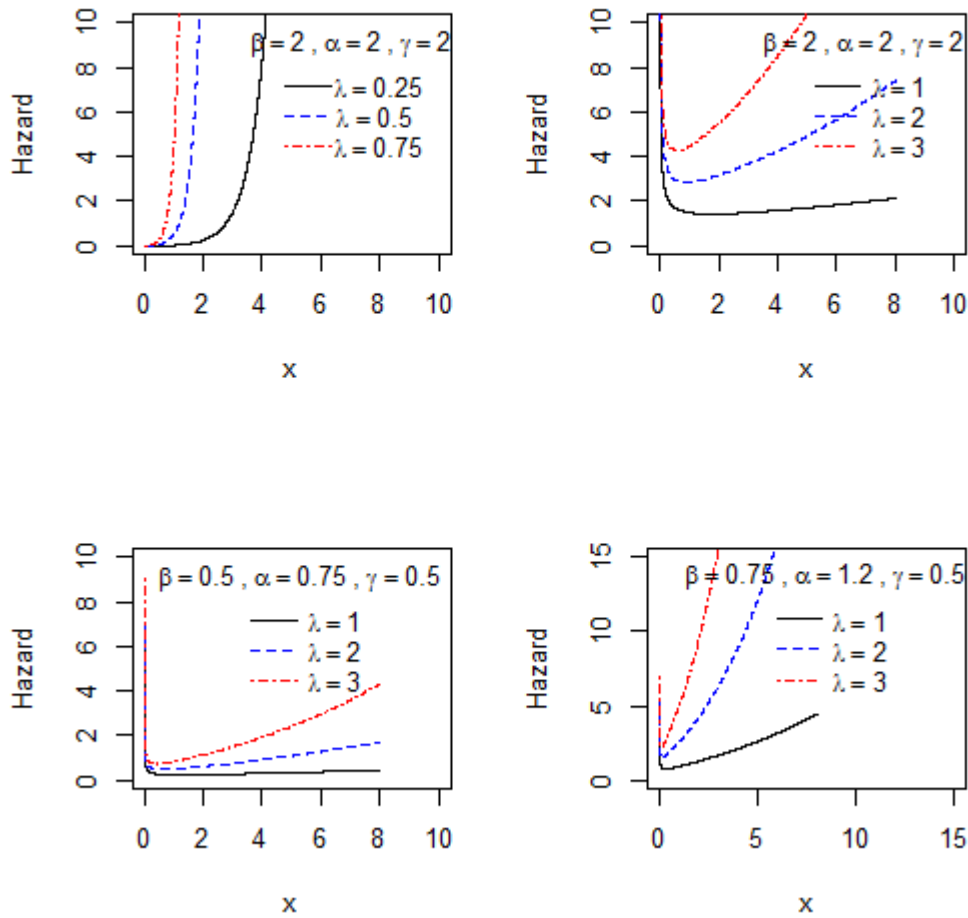 Hazard
10
8
6
4
2
0
β = 2 , α = 2 , γ = 2
λ = 0.25
λ = 0.5
λ = 0.75
0 2 4 6 8 10
x
Hazard
10
8
6
4
2
0
β = 2 , α = 2 , γ = 2
λ = 1
λ = 2
λ = 3
0 2 4 6 8 10
x
Hazard
10
8
6
4
2
0
β = 0.5 , α = 0.75 , γ = 0.5
λ = 1
λ = 2
λ = 3
0 2 4 6 8 10
x
Hazard
15
10
5
0
β = 0.75 , α = 1.2 , γ = 0.5
λ = 1
λ = 2
λ = 3
0 5 10 15
x